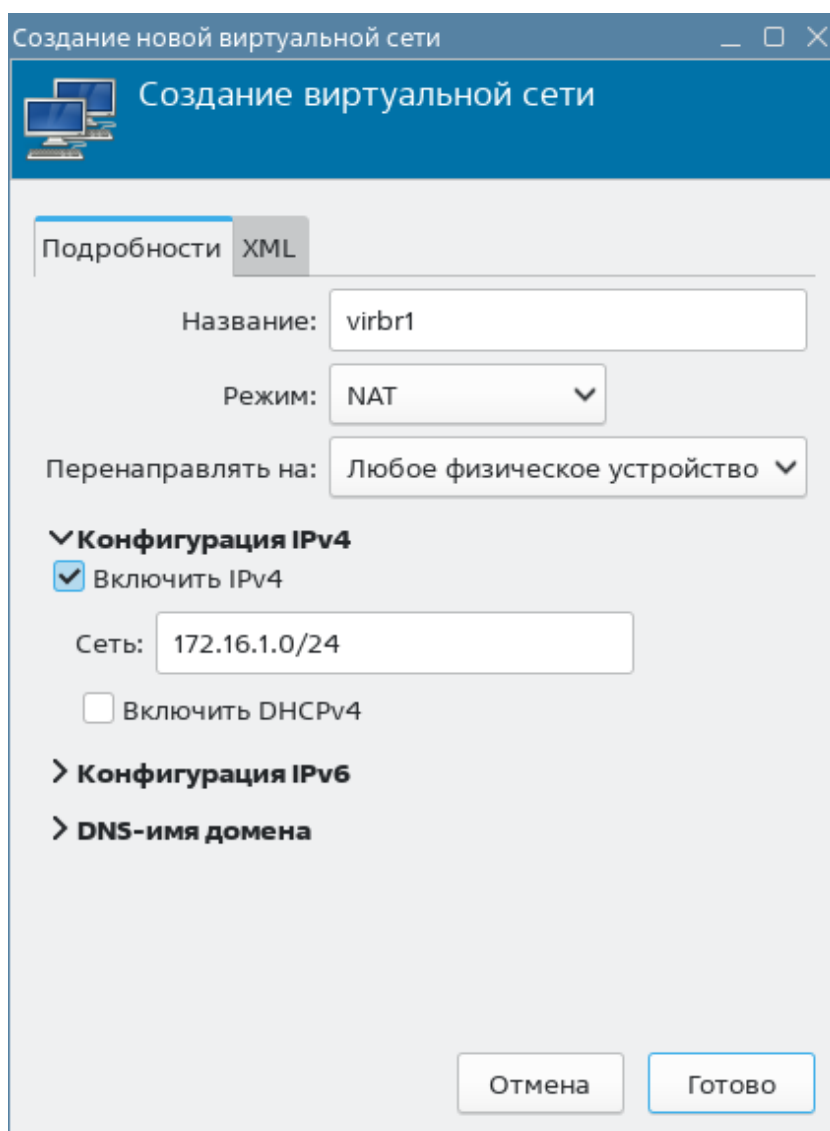 Создание новой виртуальной сети
Создание виртуальной сети
Подробности XML
Название: virbr1
Режим: NAT
Перенаправлять на: Любое физическое устройство
Конфигурация IPv4
Включить IPv4
Сеть: 172.16.1.0/24
Включить DHCPv4
Конфигурация IPv6
DNS-имя домена
Отмена Готово